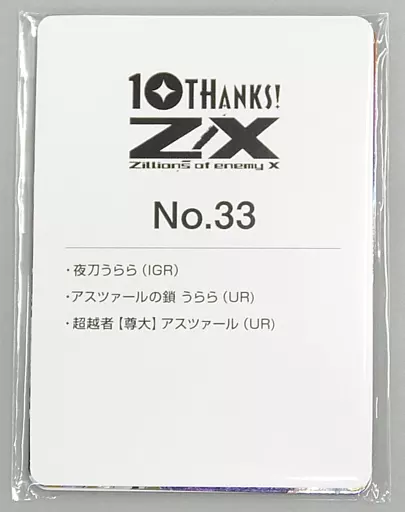 10THANKS!
Z/X
Zillions of enemy X
No.33
・夜刀うらら（IGR）
・アスツァールの鎖 うらら（UR）
・超越者【尊大】アスツァール（UR）